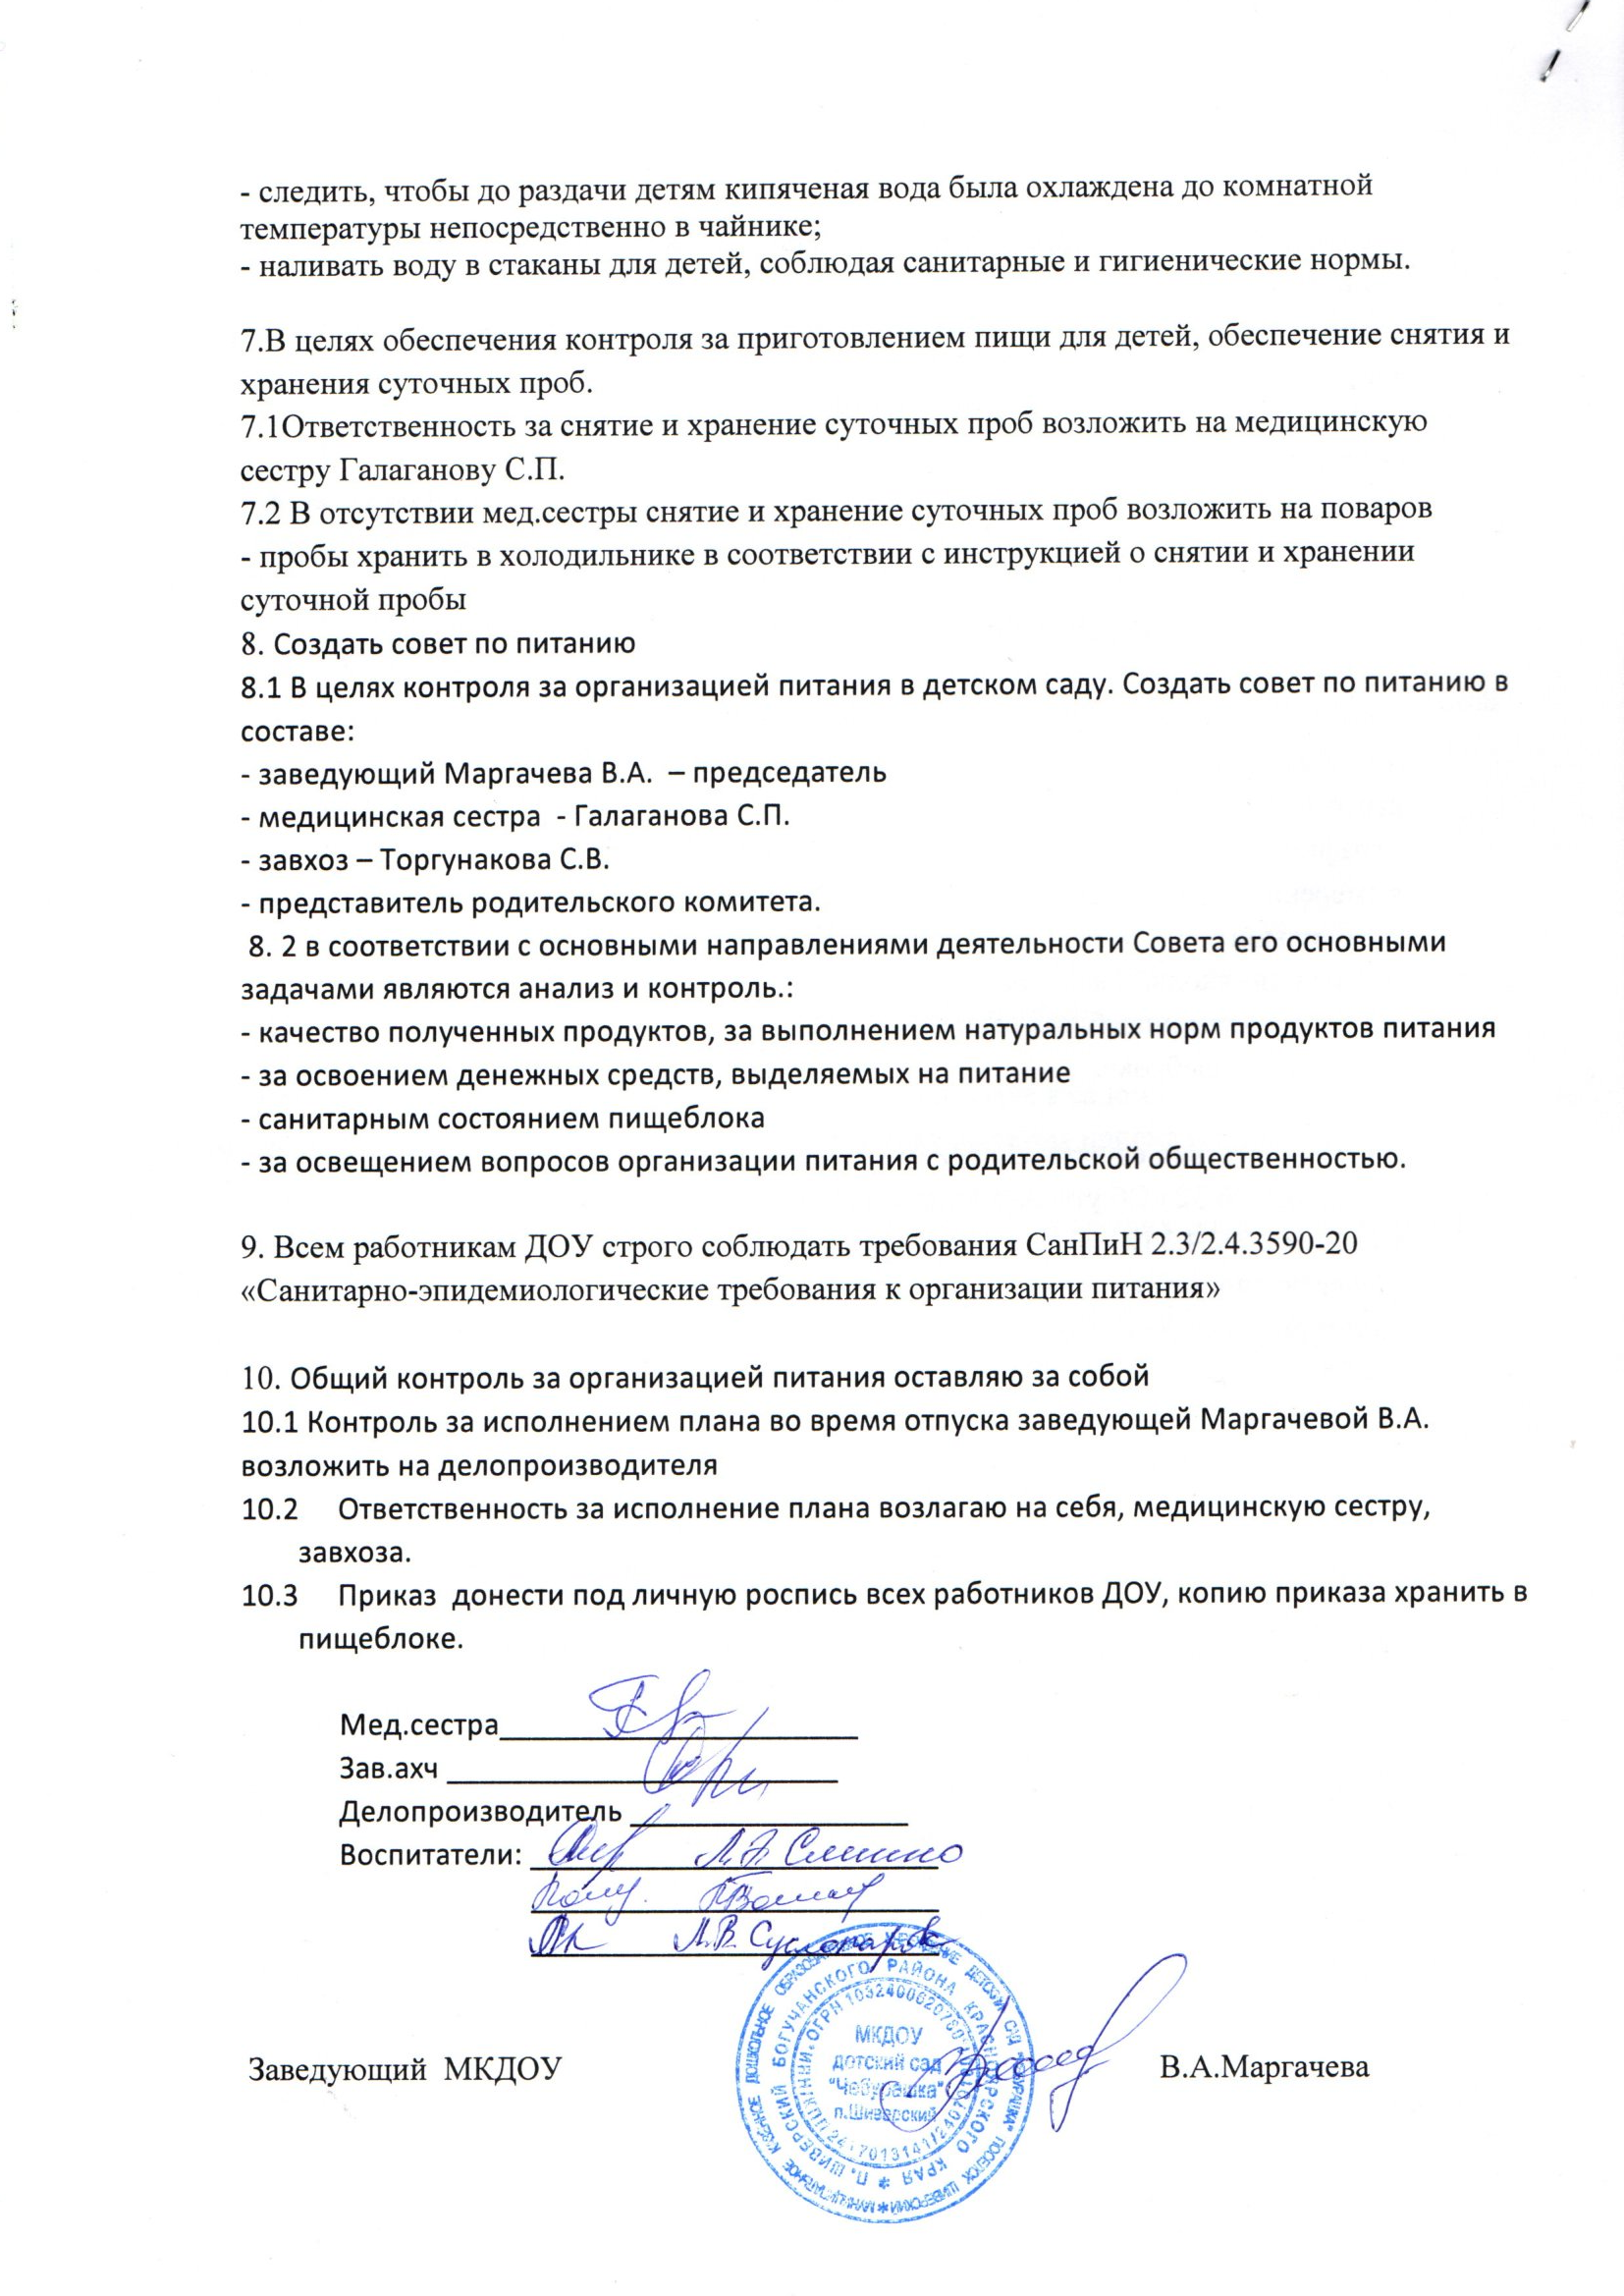 - следить, чтобы до раздачи детям кипяченая вода была охлаждена до комнатной
температуры непосредственно в чайнике;
- наливать воду в стаканы для детей, соблюдая санитарные и гигиенические нормы.
7.В целях обеспечения контроля за приготовлением пищи для детей, обеспечение снятия и
хранения суточных проб.
7.1Ответственность за снятие и хранение суточных проб возложить на медицинскую
сестру Галаганову С.П.
7.2 В отсутствии мед.сестры снятие и хранение суточных проб возложить на поваров
- пробы хранить в холодильнике в соответствии с инструкцией о снятии и хранении
суточной пробы
8. Создать совет по питанию
8.1 В целях контроля за организацией питания в детском саду. Создать совет по питанию в
составе:
- заведующий Маргачева В.А.  – председатель
- медицинская сестра  - Галаганова С.П.
- завхоз – Торгунакова С.В.
- представитель родительского комитета.
8. 2 в соответствии с основными направлениями деятельности Совета его основными
задачами являются анализ и контроль.:
- качество полученных продуктов, за выполнением натуральных норм продуктов питания
- за освоением денежных средств, выделяемых на питание
- санитарным состоянием пищеблока
- за освещением вопросов организации питания с родительской общественностью.
9. Всем работникам ДОУ строго соблюдать требования СанПиН 2.3/2.4.3590-20
«Санитарно-эпидемиологические требования к организации питания»
10. Общий контроль за организацией питания оставляю за собой
10.1 Контроль за исполнением плана во время отпуска заведующей Маргачевой В.А.
возложить на делопроизводителя
10.2 Ответственность за исполнение плана возлагаю на себя, медицинскую сестру,
завхоза.
10.3 Приказ  донести под личную роспись всех работников ДОУ, копию приказа хранить в
пищеблоке.
Мед.сестра
Зав.ахч
Делопроизводитель
Воспитатели:
Заведующий  МКДОУ
МКДОУ
детский сад
"Чебурашка"
п.Шиверский
В.А.Маргачева